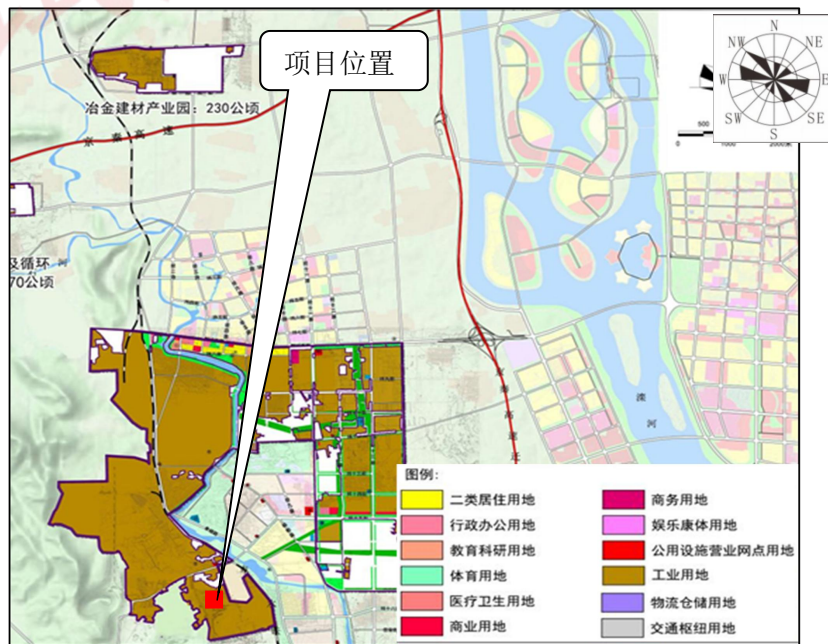 项目位置
N
NE
E
SE
S
SW
W
NW
冶金建材产业园：230公顷
京秦高速
500
0
1000
2000米
及循环
70公顷
河
滦河
图例：
二类居住用地
行政办公用地
教育科研用地
体育用地
医疗卫生用地
商业用地
商务用地
娱乐康体用地
公用设施营业网点用地
工业用地
物流仓储用地
交通枢纽用地